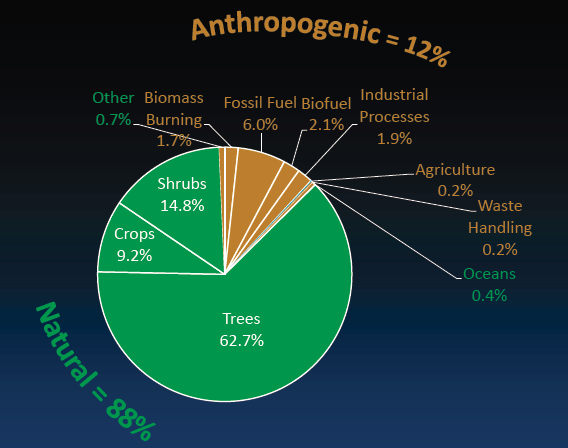 Anthropogenic = 12%
Other
0.7%
Biomass
Burning
1.7%
Fossil Fuel
6.0%
Biofuel
2.1%
Industrial
Processes
1.9%
Agriculture
0.2%
Waste
Handling
0.2%
Oceans
0.4%
Shrubs
14.8%
Crops
9.2%
Trees
62.7%
Natural = 88%